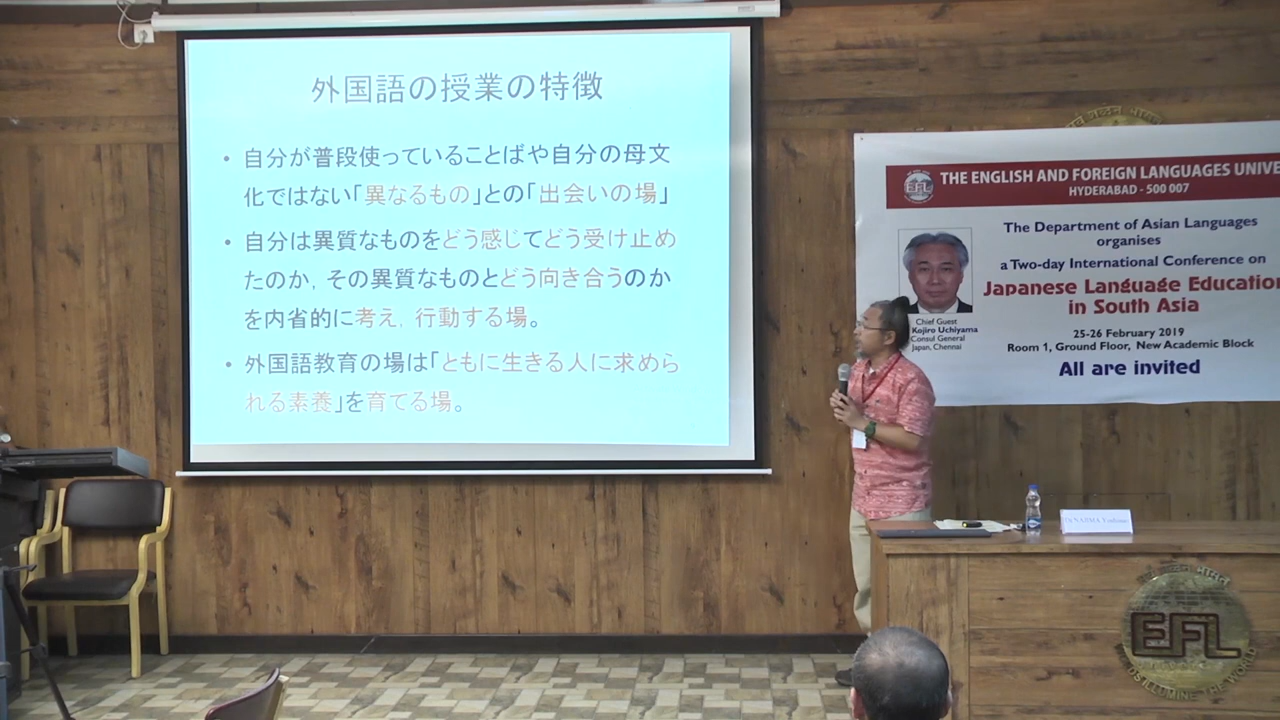 外国語の授業の特徴
• 自分が普段使っていることばや自分の母文
化ではない「異なるもの」との「出会いの場」
• 自分は異質なものをどう感じてどう受け止め
たのか，その異質なものとどう向き合うのか
を内省的に考え，行動する場。
• 外国語教育の場は「ともに生きる人に求めら
れる素養」を育てる場。
EFL
THE ENGLISH AND FOREIGN LANGUAGES UNIVE
HYDERABAD - 500 007
The Department of Asian Languages
organises
a Two-day International Conference on
Japanese Language Education
in South Asia
Chief Guest
Kojiro Uchiyama
Consul General
Japan, Chennai
25-26 February 2019
Room 1, Ground Floor, New Academic Block
All are invited
EFL
ILLUMINE THE WORLD